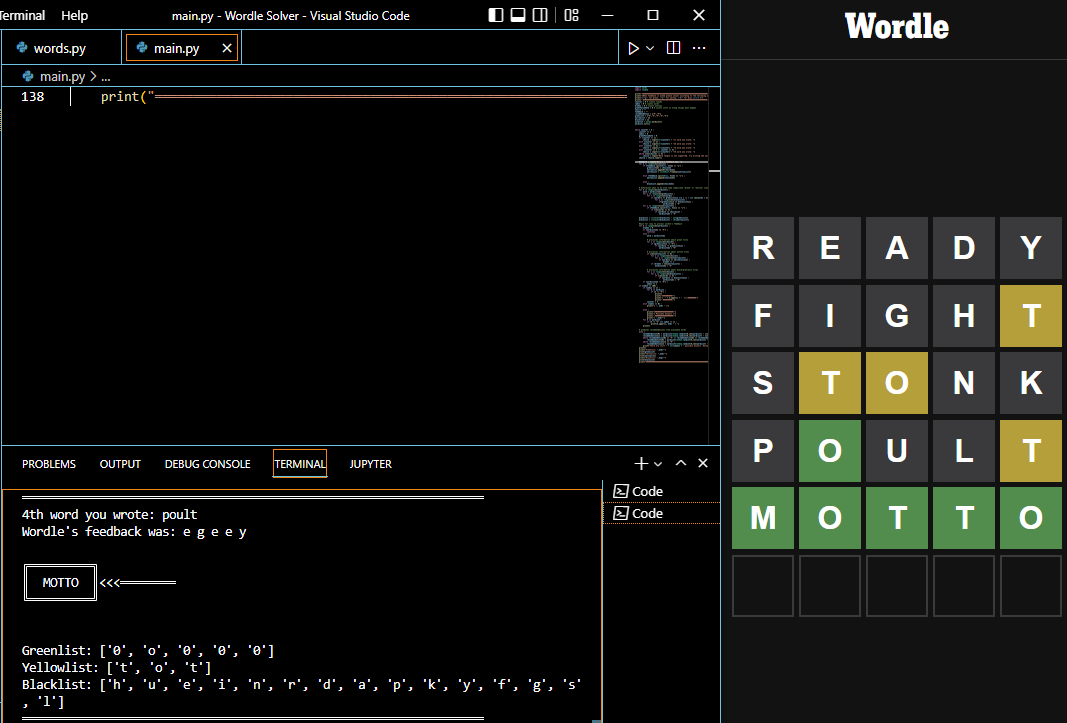 Terminal Help main.py - Wordle Solver - Visual Studio Code
words.py main.py
main.py > ...
138 print("
PROBLEMS OUTPUT DEBUG CONSOLE TERMINAL JUPYTER
Code
Code
4th word you wrote: poult
Wordle's feedback was: e g e e y
MOTTO <<<
Greenlist: ['0', 'o', '0', '0', '0']
Yellowlist: ['t', 'o', 't']
Blacklist: ['h', 'u', 'e', 'i', 'n', 'r', 'd', 'a', 'p', 'k', 'y', 'f', 'g', 's'
, 'l']
Wordle
R E A D Y
F I G H T
S T O N K
P O U L T
M O T T O